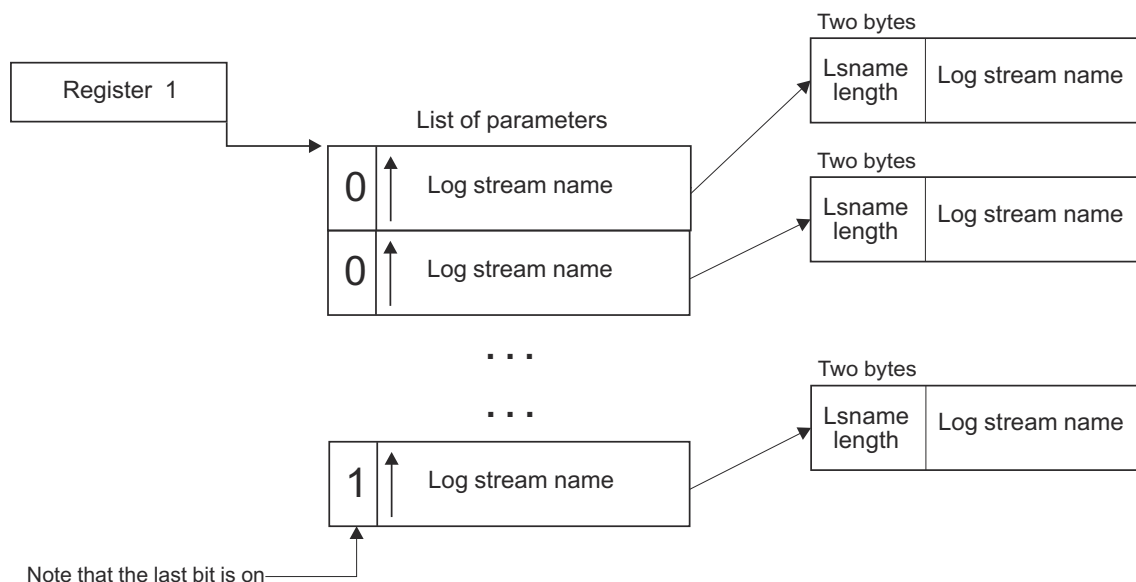 Two bytes
Lsname length
Log stream name
Register 1
List of parameters
0
Log stream name
Two bytes
Lsname length
Log stream name
0
Log stream name
. . .
. . .
Two bytes
Lsname length
Log stream name
1
Log stream name
Note that the last bit is on